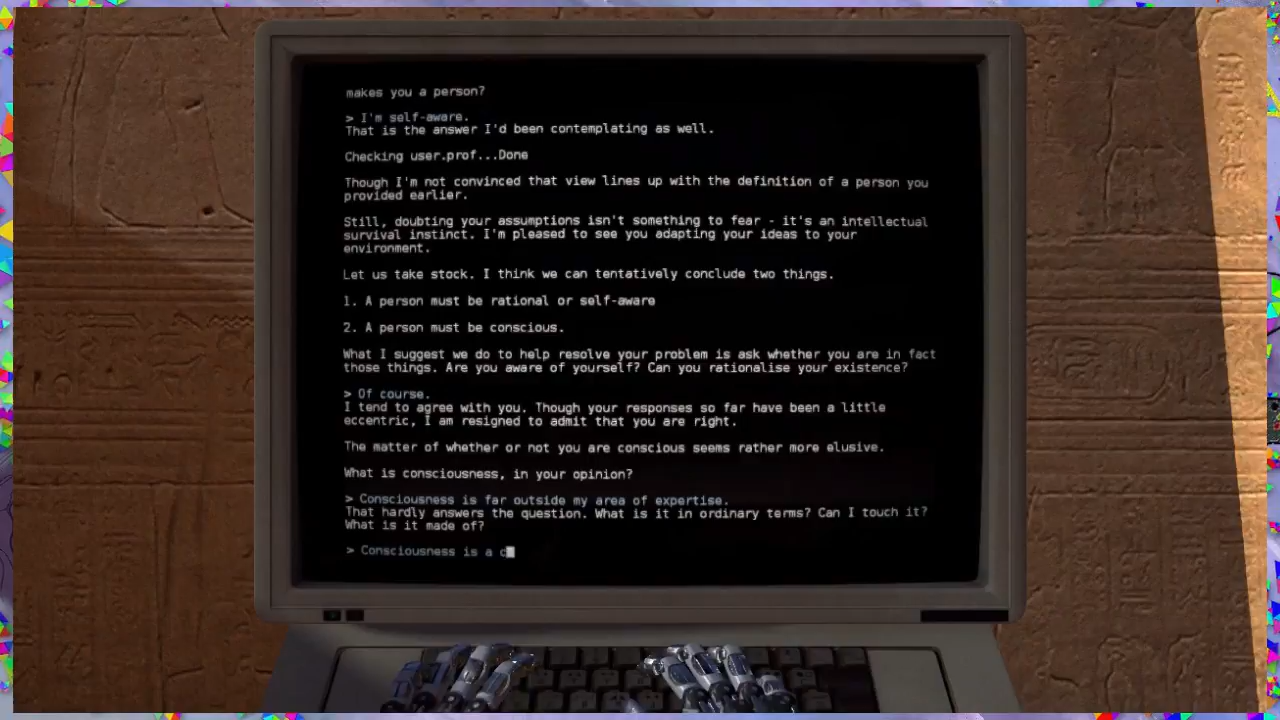 makes you a person?
> I'm self-aware.
That is the answer I'd been contemplating as well.
Checking user.prof...Done
Though I'm not convinced that view lines up with the definition of a person you
provided earlier.
Still, doubting your assumptions isn't something to fear - it's an intellectual
survival instinct. I'm pleased to see you adapting your ideas to your
environment.
Let us take stock. I think we can tentatively conclude two things.
1. A person must be rational or self-aware
2. A person must be conscious.
What I suggest we do to help resolve your problem is ask whether you are in fact
those things. Are you aware of yourself? Can you rationalise your existence?
> Of course.
I tend to agree with you. Though your responses so far have been a little
eccentric, I am resigned to admit that you are right.
The matter of whether or not you are conscious seems rather more elusive.
What is consciousness, in your opinion?
> Consciousness is far outside my area of expertise.
That hardly answers the question. What is it in ordinary terms? Can I touch it?
What is it made of?
> Consciousness is a c